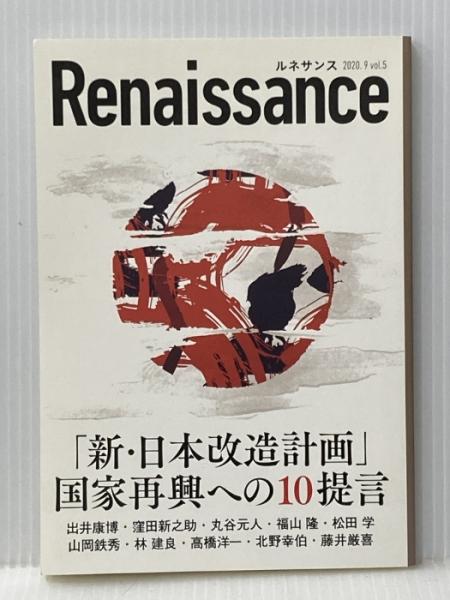 ルネサンス 2020. 9 vol.5
Renaissance
「新・日本改造計画」
国家再興への10提言
出井康博・窪田新之助・丸谷元人・福山 隆・松田 学
山岡鉄秀・林 建良・高橋洋一・北野幸伯・藤井厳喜